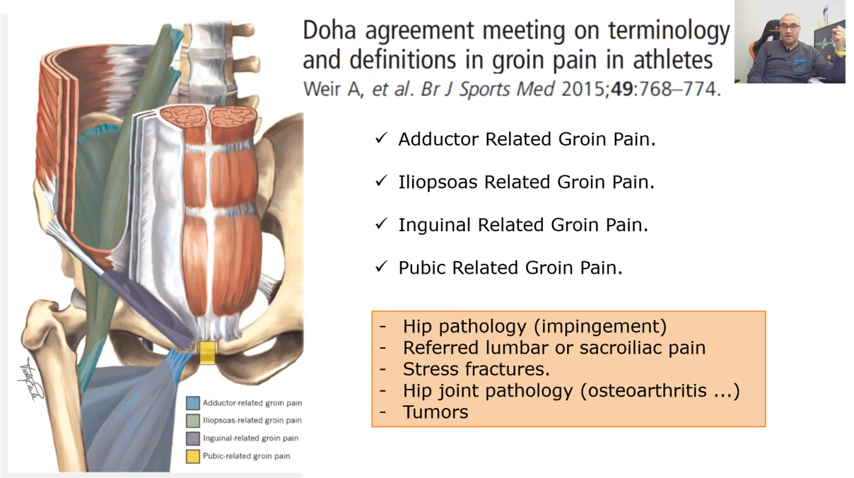 Doha agreement meeting on terminology
and definitions in groin pain in athletes
Weir A, et al. Br J Sports Med 2015;49:768–774.
✓ Adductor Related Groin Pain.
✓ Iliopsoas Related Groin Pain.
✓ Inguinal Related Groin Pain.
✓ Pubic Related Groin Pain.
- Hip pathology (impingement)
- Referred lumbar or sacroiliac pain
- Stress fractures.
- Hip joint pathology (osteoarthritis ...)
- Tumors
Adductor-related groin pain
Iliopsoas-related groin pain
Inguinal-related groin pain
Pubic-related groin pain